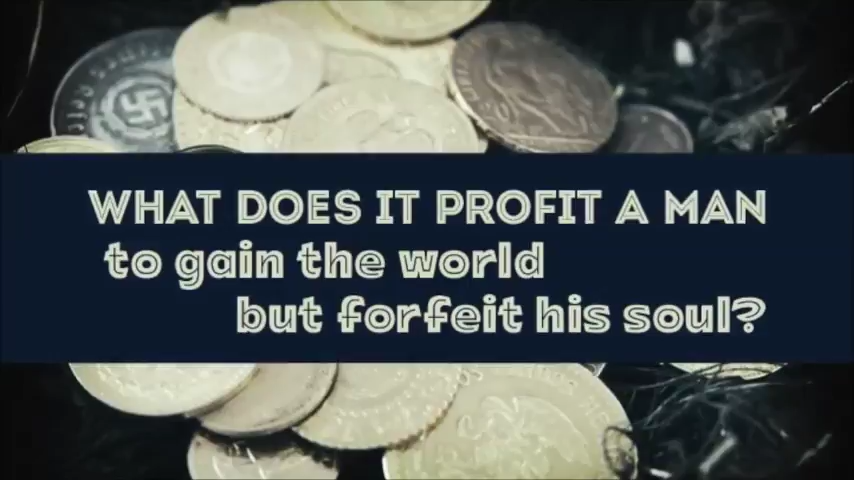 WHAT DOES IT PROFIT A MAN
to gain the world
but forfeit his soul?